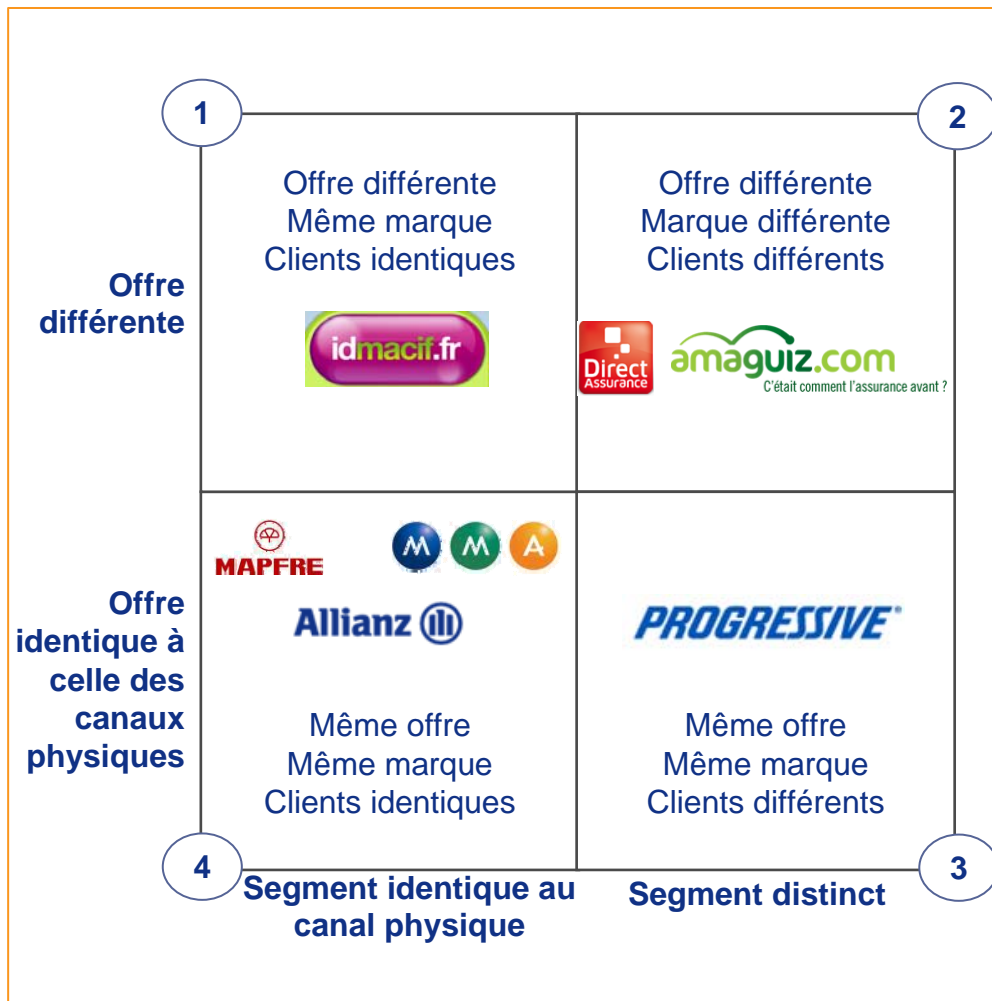 1
2
Offre différente
Même marque
Clients identiques
Offre différente
Marque différente
Clients différents
Offre
différente
idmacif.fr
Direct
Assurance
amaguiz.com
C'était comment l'assurance avant ?
MAPFRE
M M A
Allianz
PROGRESSIVE®
Offre
identique à
celle des
canaux
physiques
Même offre
Même marque
Clients identiques
Même offre
Même marque
Clients différents
4
3
Segment identique au
canal physique
Segment distinct